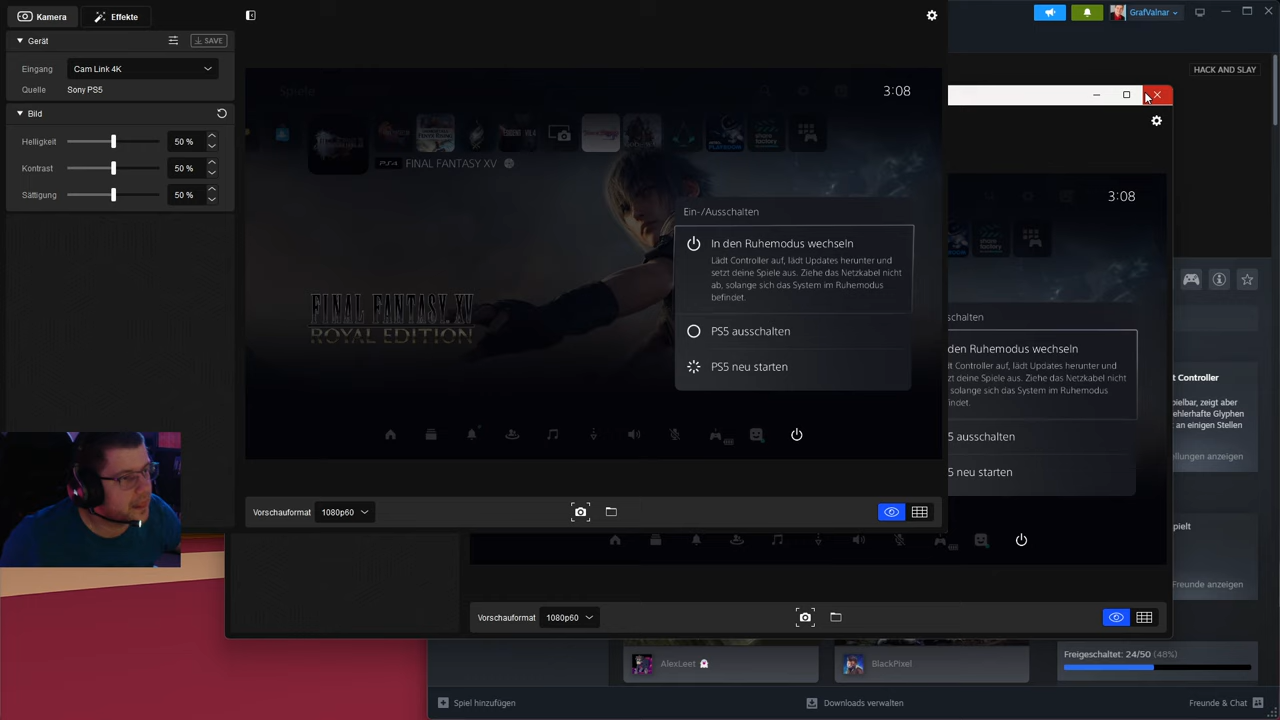 Kamera
Effekte
Gerät
SAVE
Eingang
Cam Link 4K
Quelle
Sony PS5
Bild
Helligkeit
50 %
Kontrast
50 %
Sättigung
50 %
Spiele
3:08
PS4 FINAL FANTASY XV
FINAL FANTASY XV
ROYAL EDITION
Ein-/Ausschalten
In den Ruhemodus wechseln
Lädt Controller auf, lädt Updates herunter und
setzt deine Spiele aus. Ziehe das Netzkabel nicht
ab, solange sich das System im Ruhemodus
befindet.
PS5 ausschalten
PS5 neu starten
Vorschauformat
1080p60
GrafValnar
HACK AND SLAY
3:08
schalten
den Ruhemodus wechseln
t Controller auf, lädt Updates herunter und
zt deine Spiele aus. Ziehe das Netzkabel nicht
solange sich das System im Ruhemodus
findet.
5 ausschalten
5 neu starten
Vorschauformat
1080p60
t Controller
pielbar, zeigt aber
ehlerhafte Glyphen
an einigen Stellen
ellungen anzeigen
spielt
Freunde anzeigen
AlexLeet
BlackPixel
Freigeschaltet: 24/50 (48%)
Spiel hinzufügen
Downloads verwalten
Freunde & Chat